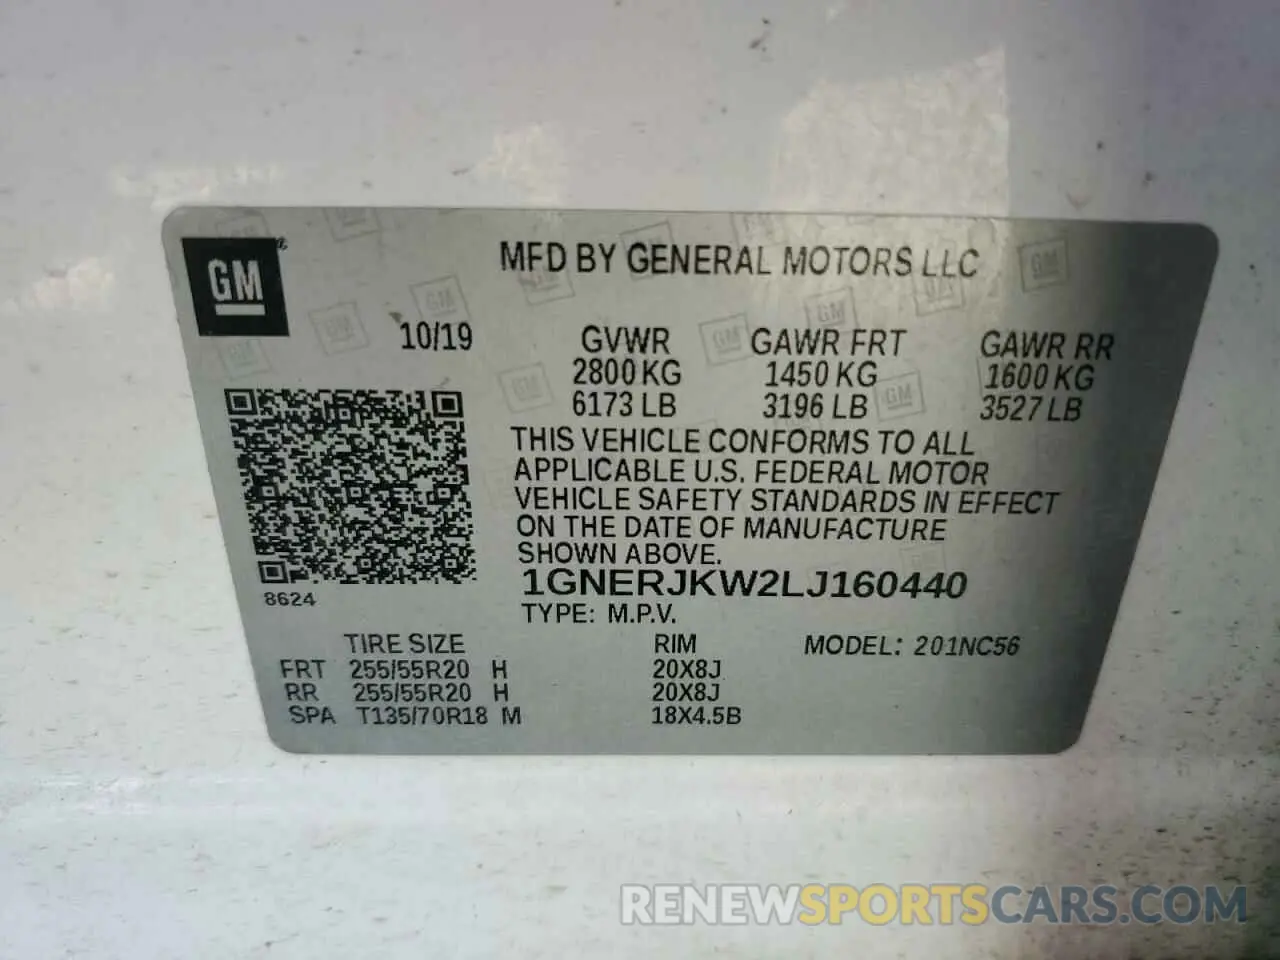 GM
MFD BY GENERAL MOTORS LLC
10/19
GVWR GAWR FRT GAWR RR
2800 KG 1450 KG 1600 KG
6173 LB 3196 LB 3527 LB
THIS VEHICLE CONFORMS TO ALL
APPLICABLE U.S. FEDERAL MOTOR
VEHICLE SAFETY STANDARDS IN EFFECT
ON THE DATE OF MANUFACTURE
SHOWN ABOVE.
1GNERJKW2LJ160440
8624
TYPE: M.P.V.
TIRE SIZE RIM MODEL: 201NC56
FRT 255/55R20 H 20X8J
RR 255/55R20 H 20X8J
SPA T135/70R18 M 18X4.5B
RENEWSPORTSCARS.COM